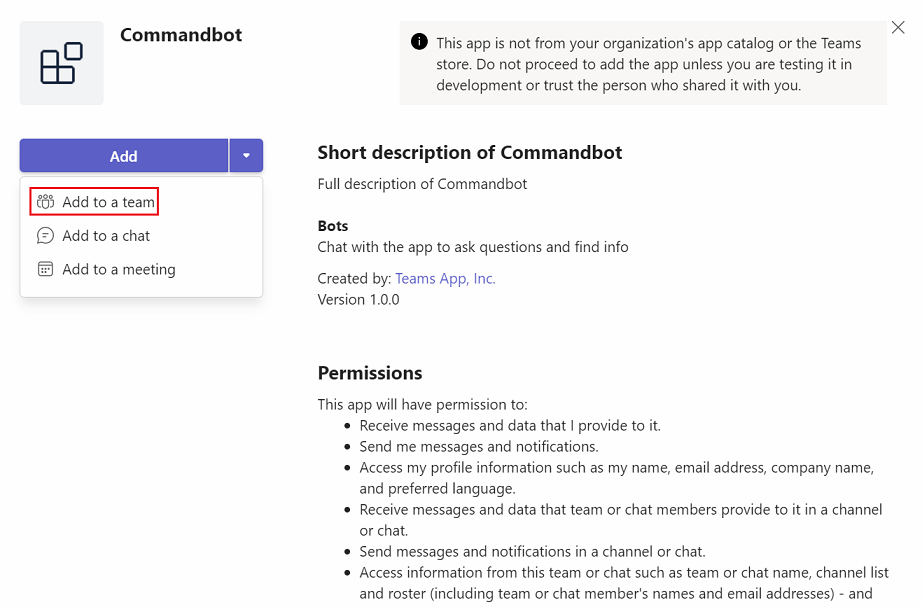 Commandbot
This app is not from your organization's app catalog or the Teams
store. Do not proceed to add the app unless you are testing it in
development or trust the person who shared it with you.
Add
Add to a team
Add to a chat
Add to a meeting
Short description of Commandbot
Full description of Commandbot
Bots
Chat with the app to ask questions and find info
Created by: Teams App, Inc.
Version 1.0.0
Permissions
This app will have permission to:
• Receive messages and data that I provide to it.
• Send me messages and notifications.
• Access my profile information such as my name, email address, company name,
and preferred language.
• Receive messages and data that team or chat members provide to it in a channel
or chat.
• Send messages and notifications in a channel or chat.
• Access information from this team or chat such as team or chat name, channel list
and roster (including team or chat member's names and email addresses) - and